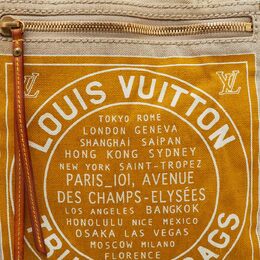 LV LV
LOUIS VUITTON
TOKYO ROME
LONDON GENEVA
SHANGHAI SAIPAN
HONG KONG SYDNEY
NEW YORK SAINT-TROPEZ
PARIS_101, AVENUE
DES CHAMPS-ELYSÉES
LOS ANGELES BANGKOK
HONOLULU NICE MEXICO
OSAKA LAS VEGAS
MOSCOW MILANO
FLORENCE
BAGS